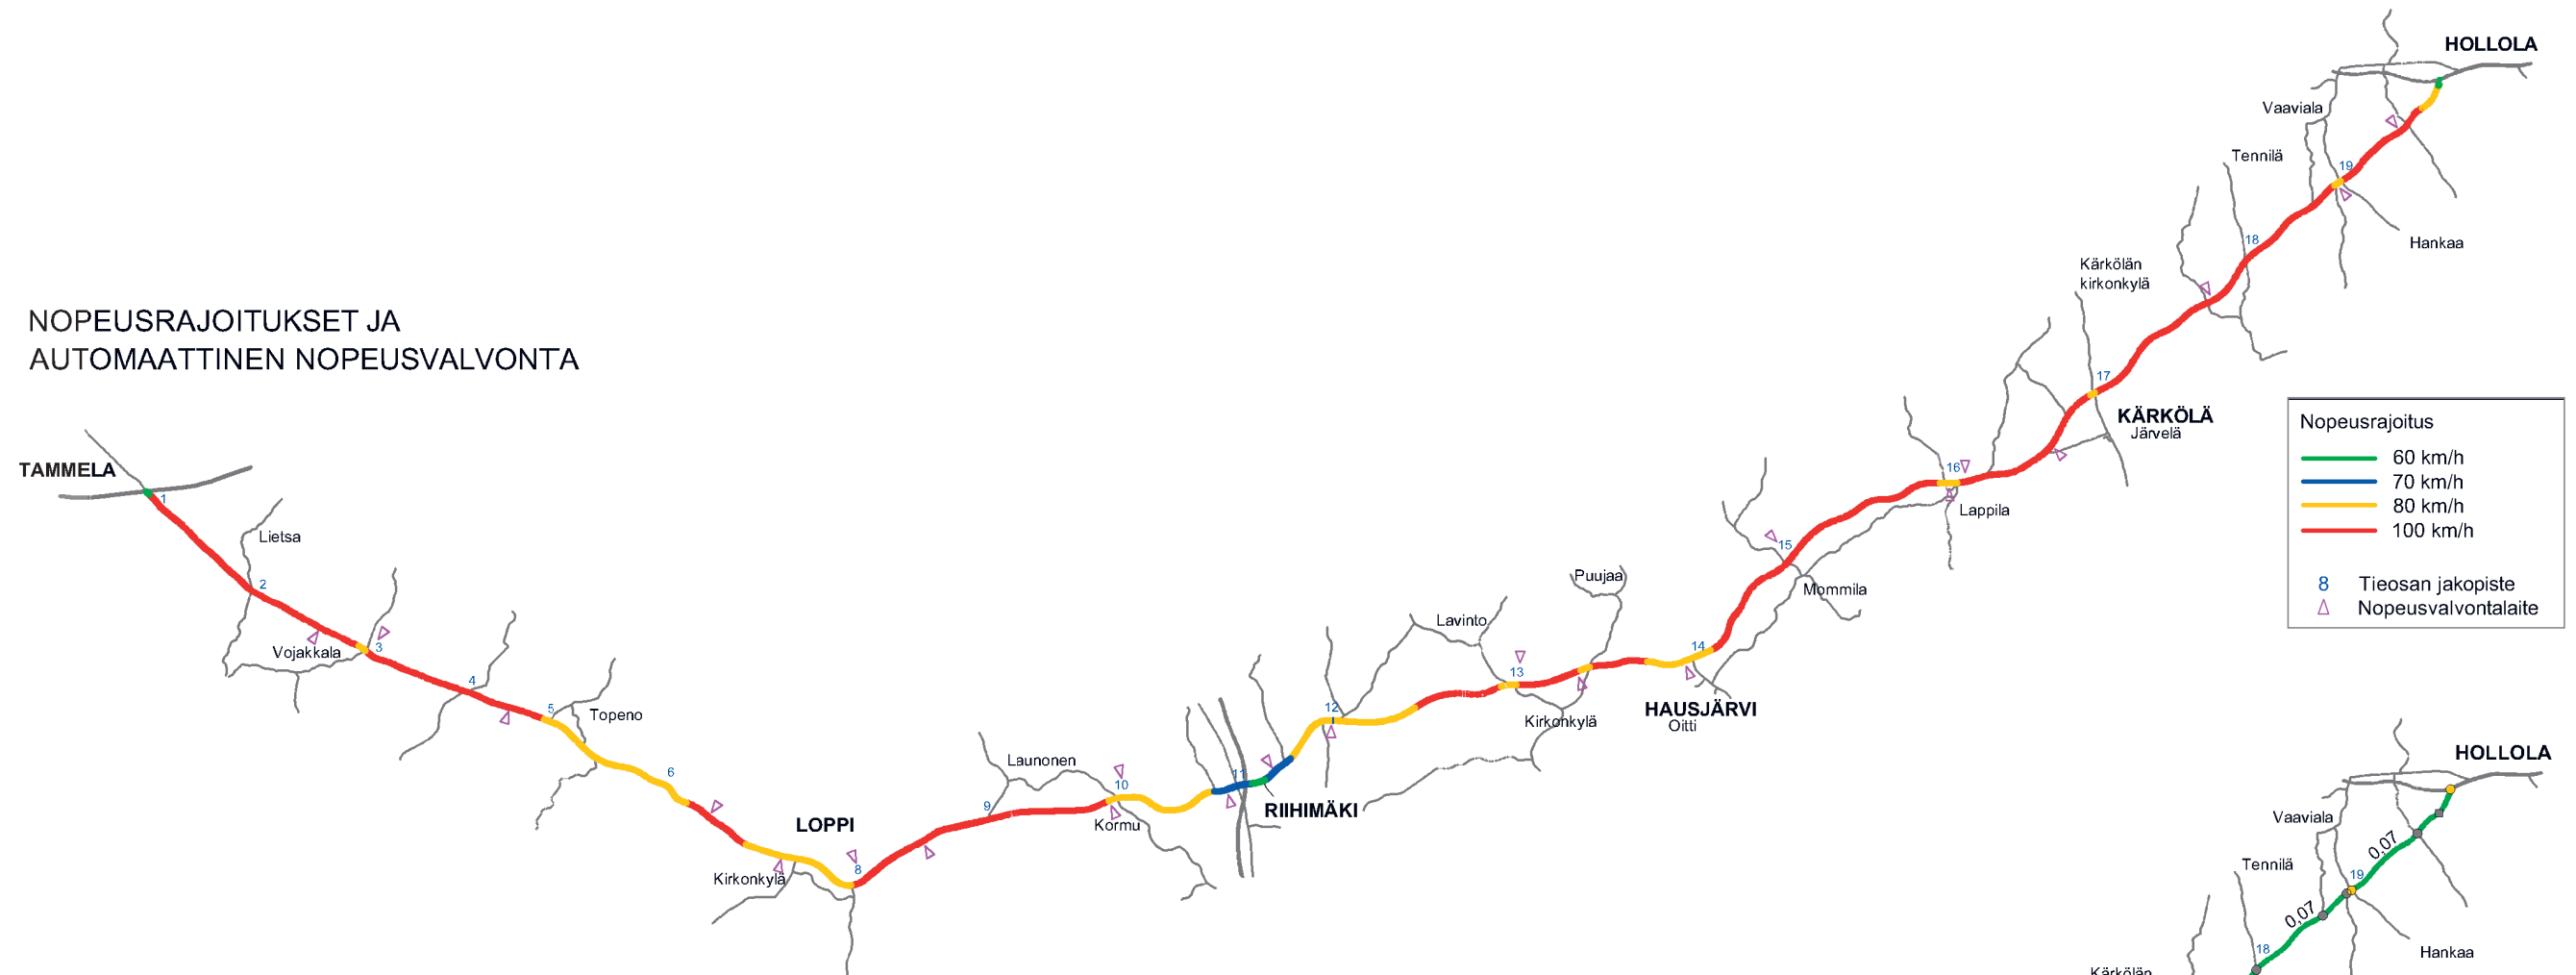 HOLLOLA
Vaaviala
Tennilä
19
Hankaa
18
Kärkölän
kirkonkylä
NOPEUSRAJOITUKSET JA
AUTOMAATTINEN NOPEUSVALVONTA
17
KÄRKÖLÄ
Järvelä
Nopeusrajoitus
60 km/h
70 km/h
80 km/h
100 km/h
8 Tieosan jakopiste
Nopeusvalvontalaite
TAMMELA
1
Lietsa
2
Vojakkala
3
4
5
Topeno
6
LOPPI
Kirkonkylä
8
9
Launonen
10
Kormu
11
RIIHIMÄKI
12
Lavinto
13
Kirkonkylä
Puujaa
14
HAUSJÄRVI
Oitti
15
Mommila
16
Lappila
HOLLOLA
Vaaviala
0,07
Tennilä
19
0,07
18
Hankaa
Kärkölän